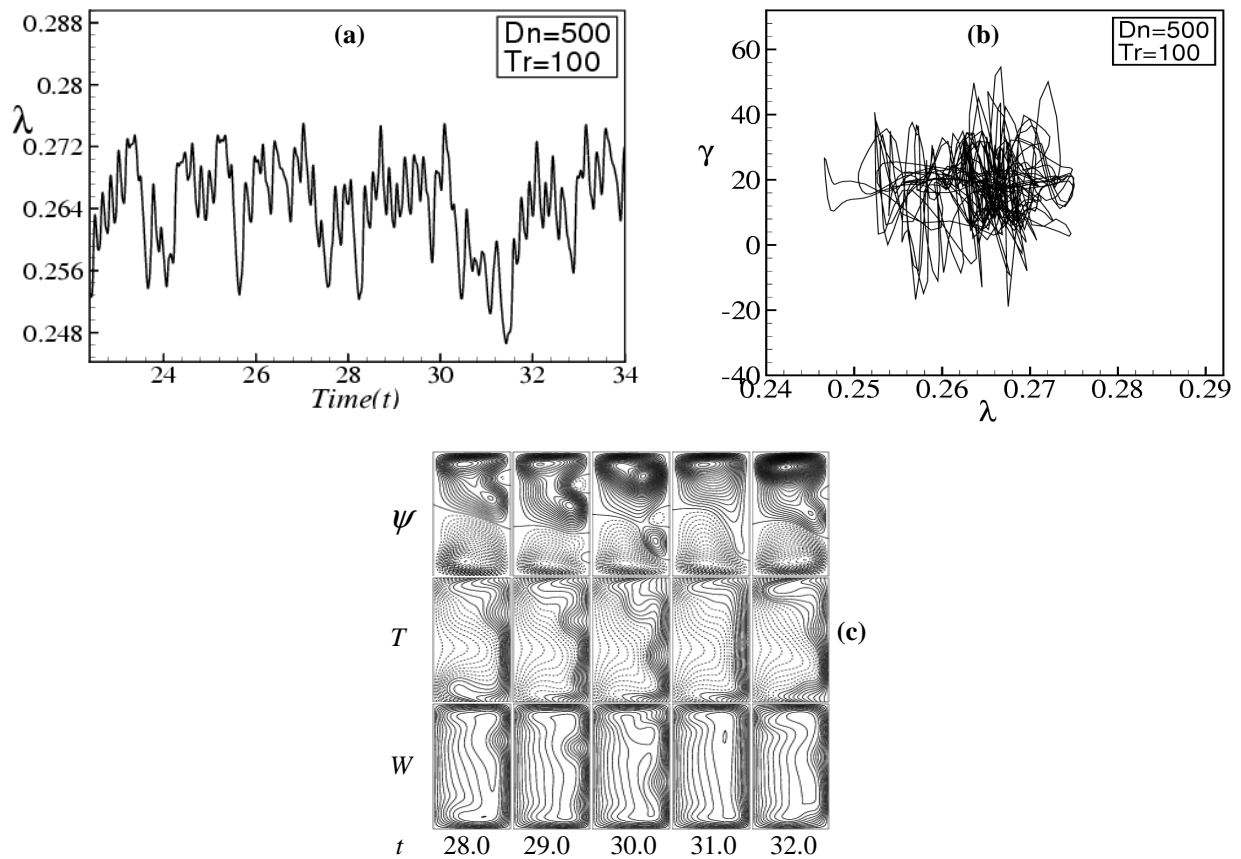 0.288
0.28
0.272
0.264
0.256
0.248
λ
(a)
Dn=500
Tr=100
24
26
28
30
32
34
Time(t)
60
40
20
0
-20
-40
γ
(b)
Dn=500
Tr=100
0.24
0.25
0.26
0.27
0.28
0.29
λ
ψ
T
(c)
W
t 28.0 29.0 30.0 31.0 32.0